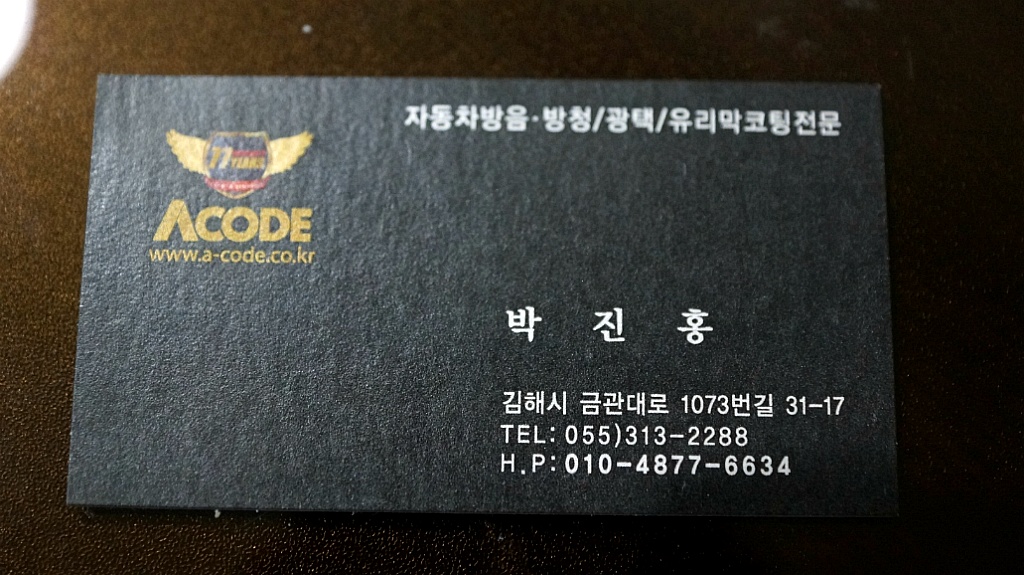 자동차방음·방청/광택/유리막코팅전문
ACODE
www.a-code.co.kr
박 진 홍
김해시 금관대로 1073번길 31-17
TEL: 055)313-2288
H.P: 010-4877-6634